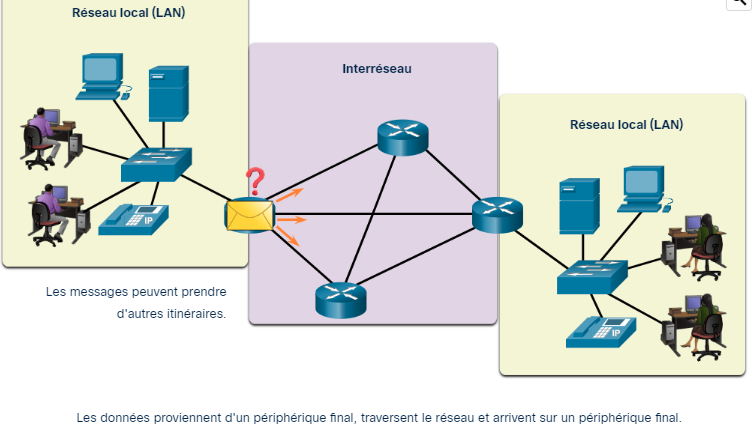 Réseau local (LAN)
Interréseau
Réseau local (LAN)
?
IP
IP
Les messages peuvent prendre
d'autres itinéraires.
Les données proviennent d'un périphérique final, traversent le réseau et arrivent sur un périphérique final.